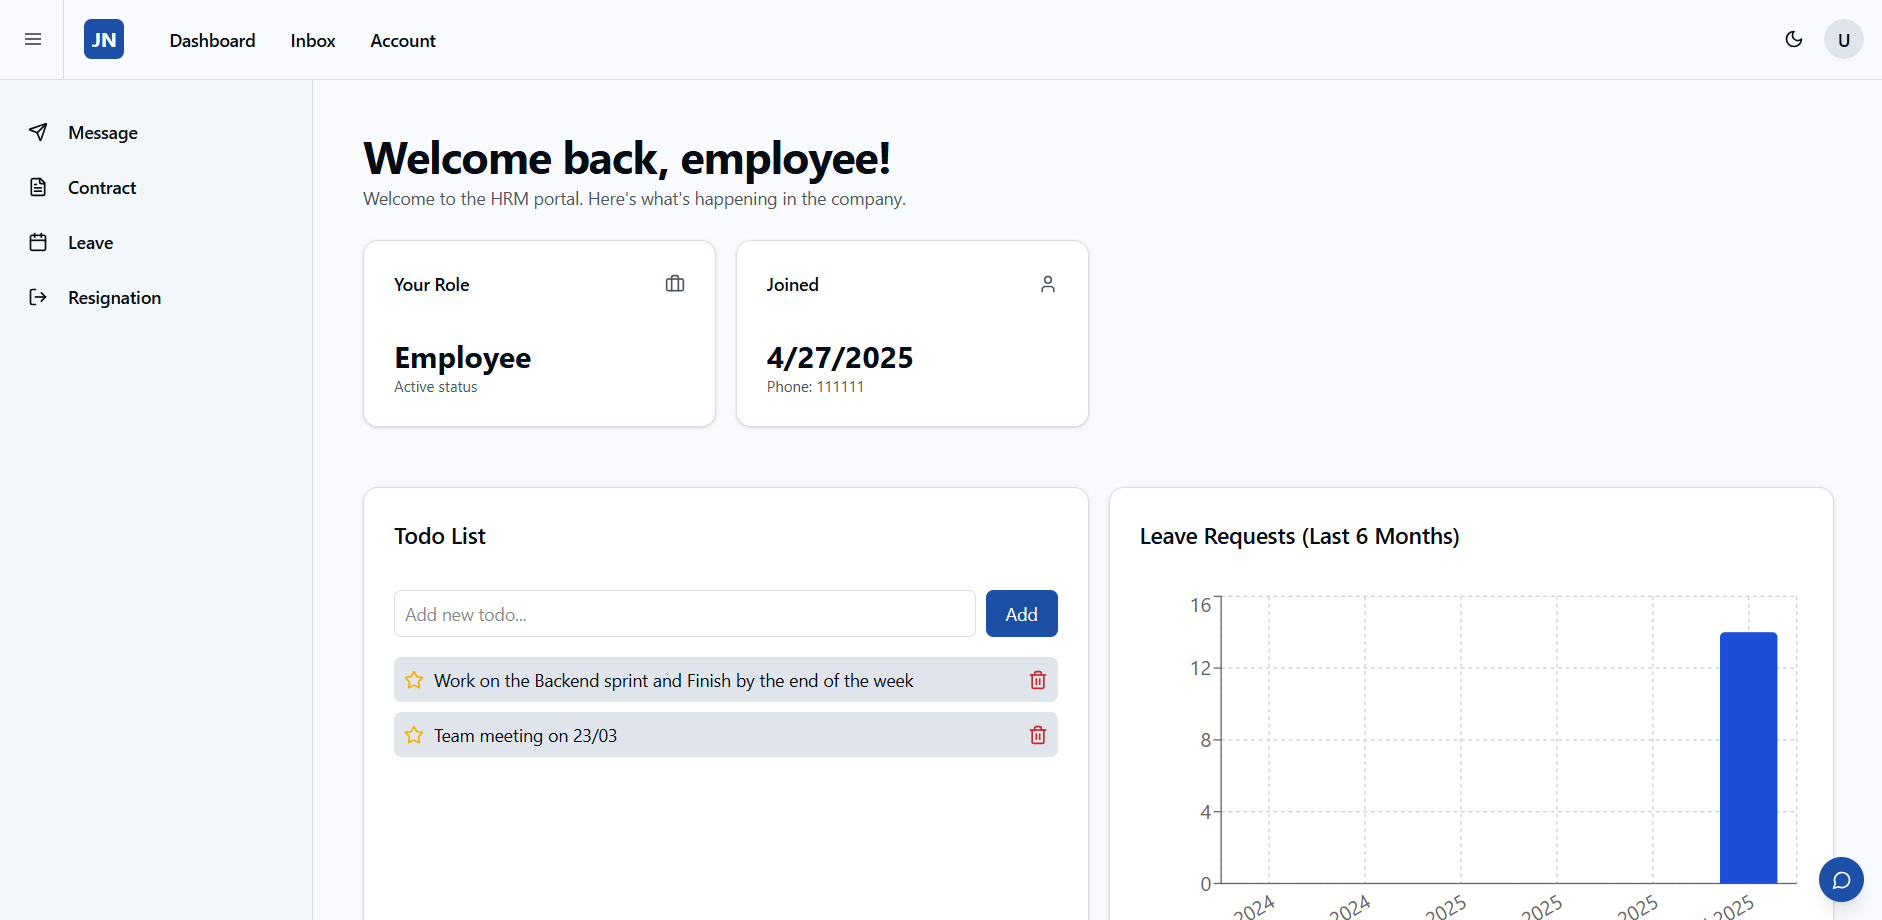 JN
Dashboard
Inbox
Account
U
Message
Contract
Leave
Resignation
Welcome back, employee!
Welcome to the HRM portal. Here's what's happening in the company.
Your Role
Employee
Active status
Joined
4/27/2025
Phone: 111111
Todo List
Add new todo...
Add
Work on the Backend sprint and Finish by the end of the week
Team meeting on 23/03
Leave Requests (Last 6 Months)
16
12
8
4
0
2024
2024
2025
2025
2025
2025